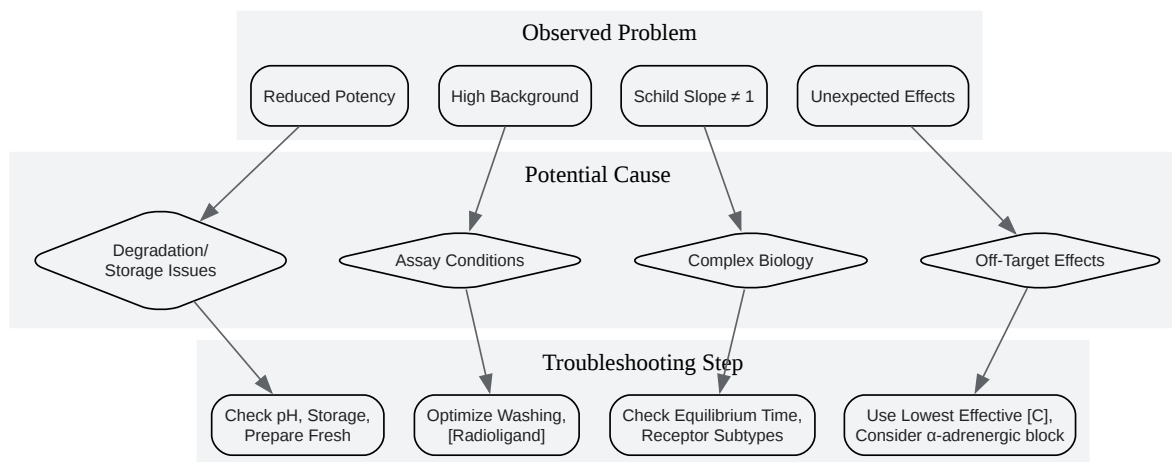 Observed Problem
Reduced Potency
High Background
Schild Slope ≠ 1
Unexpected Effects
Potential Cause
Degradation/
Storage Issues
Assay Conditions
Complex Biology
Off-Target Effects
Troubleshooting Step
Check pH, Storage,
Prepare Fresh
Optimize Washing,
[Radioligand]
Check Equilibrium Time,
Receptor Subtypes
Use Lowest Effective [C],
Consider α-adrenergic block